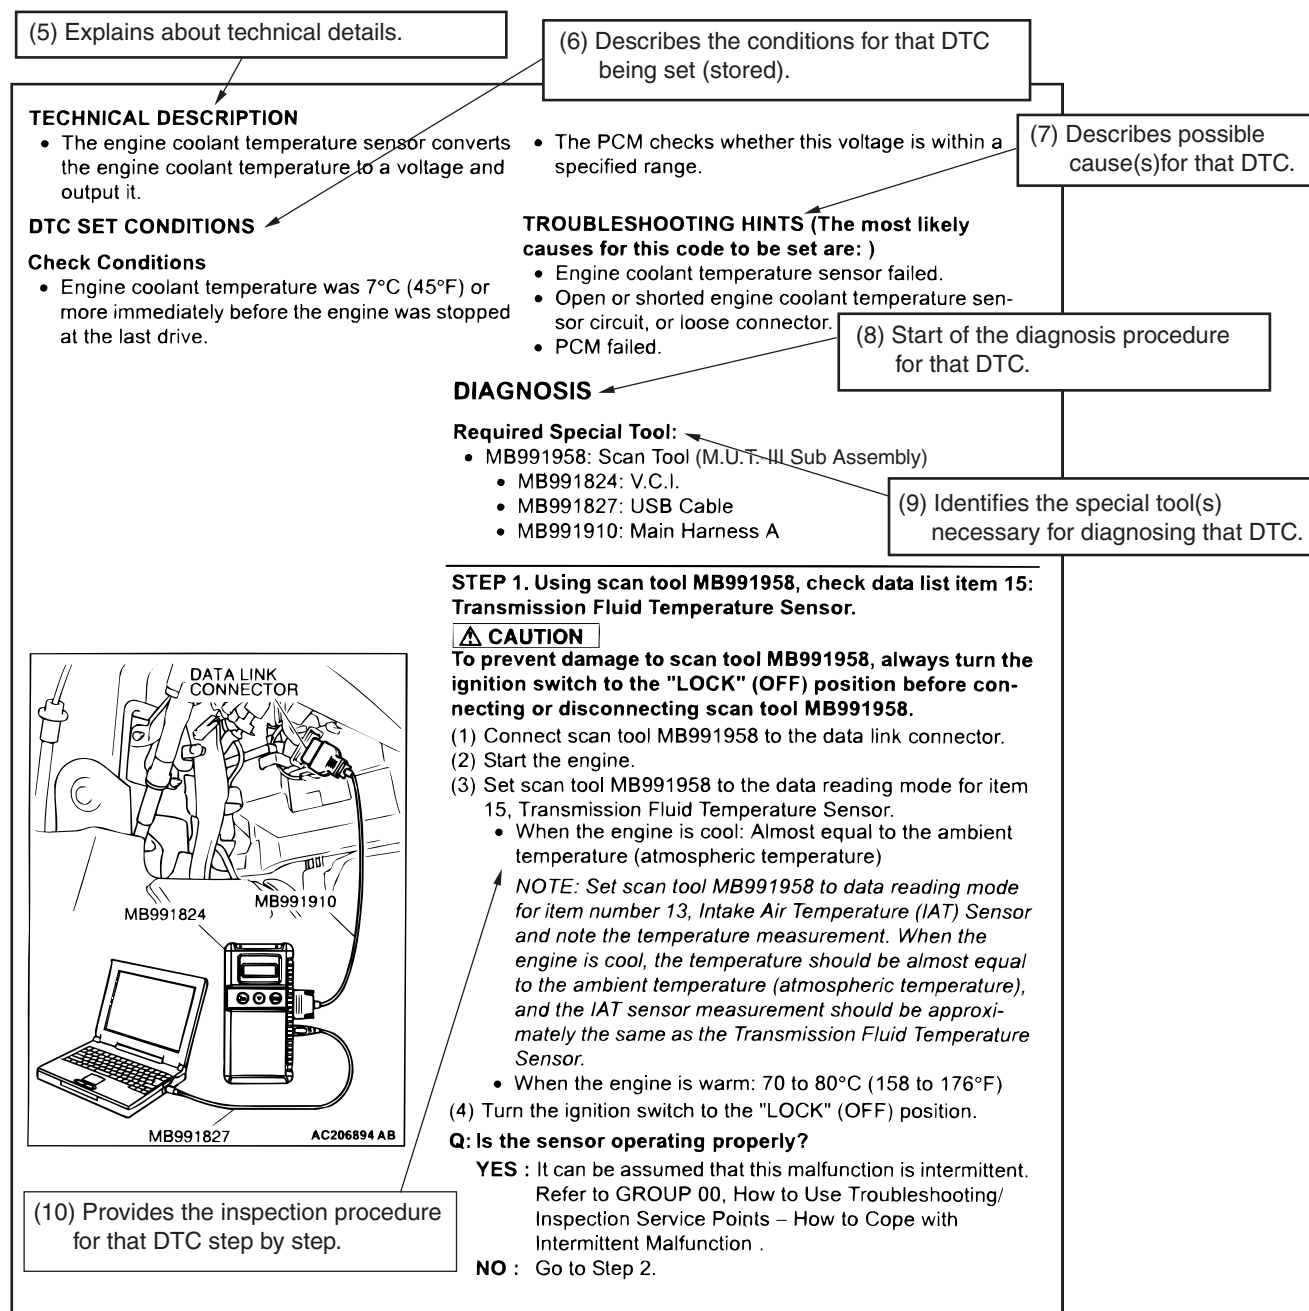 (5) Explains about technical details.
(6) Describes the conditions for that DTC
being set (stored).
TECHNICAL DESCRIPTION
• The engine coolant temperature sensor converts
the engine coolant temperature to a voltage and
output it.
• The PCM checks whether this voltage is within a
specified range.
(7) Describes possible
cause(s)for that DTC.
DTC SET CONDITIONS
Check Conditions
• Engine coolant temperature was 7°C (45°F) or
more immediately before the engine was stopped
at the last drive.
TROUBLESHOOTING HINTS (The most likely
causes for this code to be set are: )
• Engine coolant temperature sensor failed.
• Open or shorted engine coolant temperature sen-
sor circuit, or loose connector.
• PCM failed.
(8) Start of the diagnosis procedure
for that DTC.
DIAGNOSIS
Required Special Tool:
• MB991958: Scan Tool (M.U.T.-III Sub Assembly)
• MB991824: V.C.I.
• MB991827: USB Cable
• MB991910: Main Harness A
(9) Identifies the special tool(s)
necessary for diagnosing that DTC.
STEP 1. Using scan tool MB991958, check data list item 15:
Transmission Fluid Temperature Sensor.
⚠ CAUTION
To prevent damage to scan tool MB991958, always turn the
ignition switch to the "LOCK" (OFF) position before con-
necting or disconnecting scan tool MB991958.
(1) Connect scan tool MB991958 to the data link connector.
(2) Start the engine.
(3) Set scan tool MB991958 to the data reading mode for item
15, Transmission Fluid Temperature Sensor.
• When the engine is cool: Almost equal to the ambient
temperature (atmospheric temperature)
NOTE: Set scan tool MB991958 to data reading mode
for item number 13, Intake Air Temperature (IAT) Sensor
and note the temperature measurement. When the
engine is cool, the temperature should be almost equal
to the ambient temperature (atmospheric temperature),
and the IAT sensor measurement should be approxi-
mately the same as the Transmission Fluid Temperature
Sensor.
• When the engine is warm: 70 to 80°C (158 to 176°F)
(4) Turn the ignition switch to the "LOCK" (OFF) position.
DATA LINK
CONNECTOR
MB991824
MB991910
MB991827
AC206894 AB
Q: Is the sensor operating properly?
YES : It can be assumed that this malfunction is intermittent.
Refer to GROUP 00, How to Use Troubleshooting/
Inspection Service Points – How to Cope with
Intermittent Malfunction .
NO : Go to Step 2.
(10) Provides the inspection procedure
for that DTC step by step.